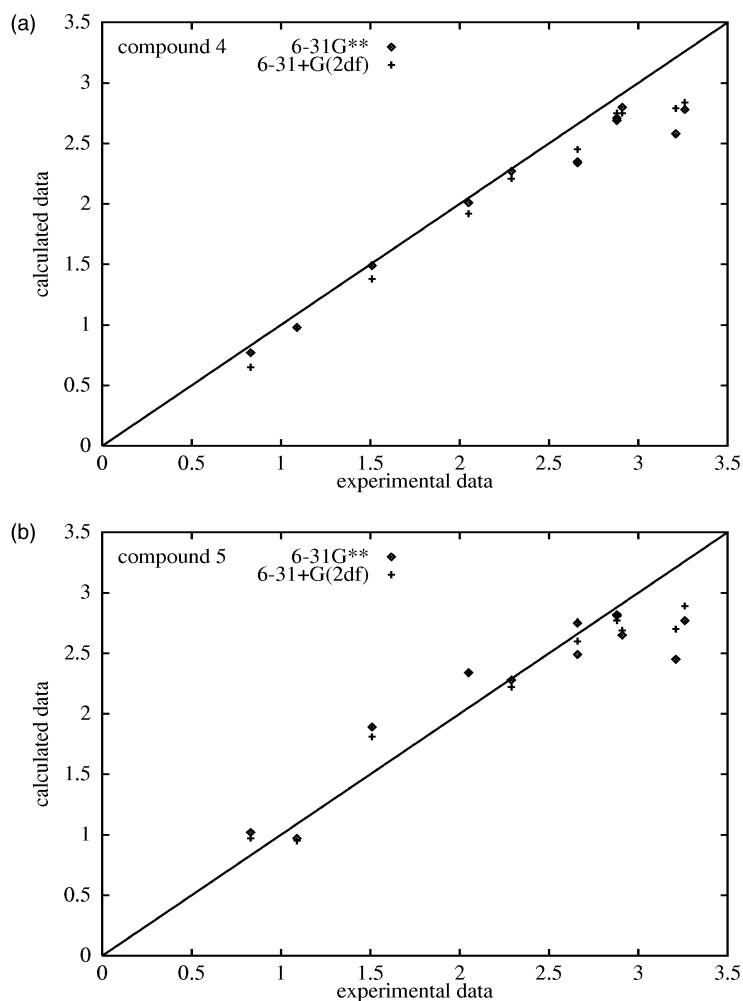 (a)
3.5
compound 4
6-31G**
6-31+G(2df)
3
2.5
2
calculated data
1.5
1
0.5
0
0 0.5 1 1.5 2 2.5 3 3.5
experimental data
(b)
3.5
compound 5
6-31G**
6-31+G(2df)
3
2.5
2
calculated data
1.5
1
0.5
0
0 0.5 1 1.5 2 2.5 3 3.5
experimental data